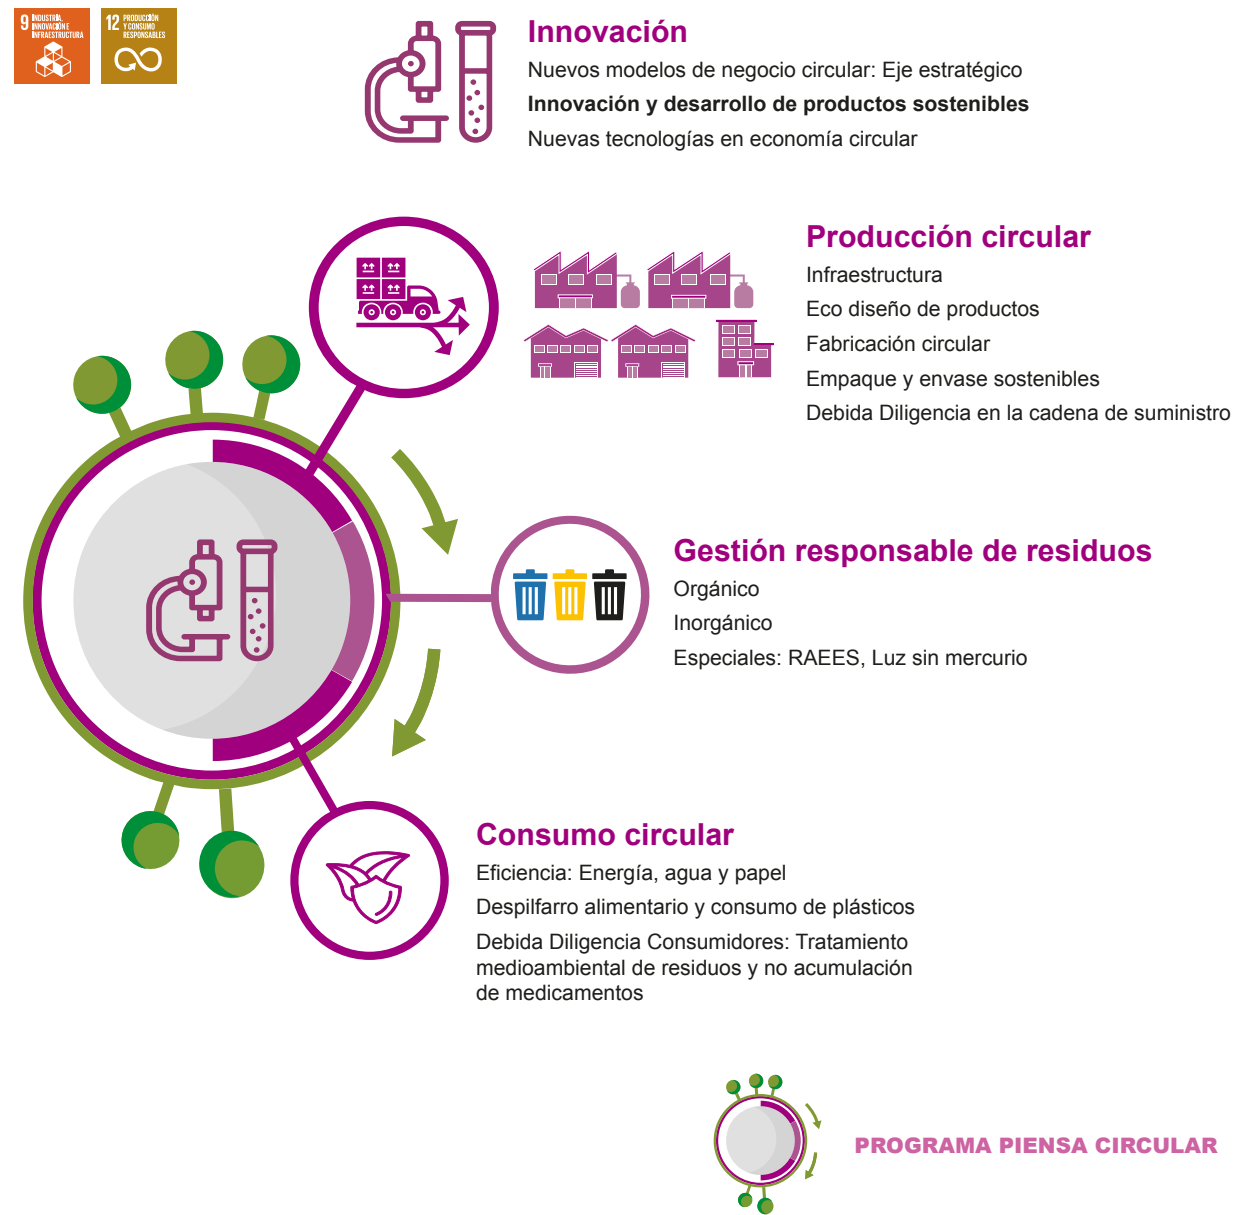 9 INDUSTRIA,
INNOVACIÓN E
INFRAESTRUCTURA
12 PRODUCCIÓN
Y CONSUMO
RESPONSABLES
Innovación
Nuevos modelos de negocio circular: Eje estratégico
Innovación y desarrollo de productos sostenibles
Nuevas tecnologías en economía circular
Producción circular
Infraestructura
Eco diseño de productos
Fabricación circular
Empaque y envase sostenibles
Debida Diligencia en la cadena de suministro
Gestión responsable de residuos
Orgánico
Inorgánico
Especiales: RAEES, Luz sin mercurio
Consumo circular
Eficiencia: Energía, agua y papel
Despilfarro alimentario y consumo de plásticos
Debida Diligencia Consumidores: Tratamiento
medioambiental de residuos y no acumulación
de medicamentos
PROGRAMA PIENSA CIRCULAR